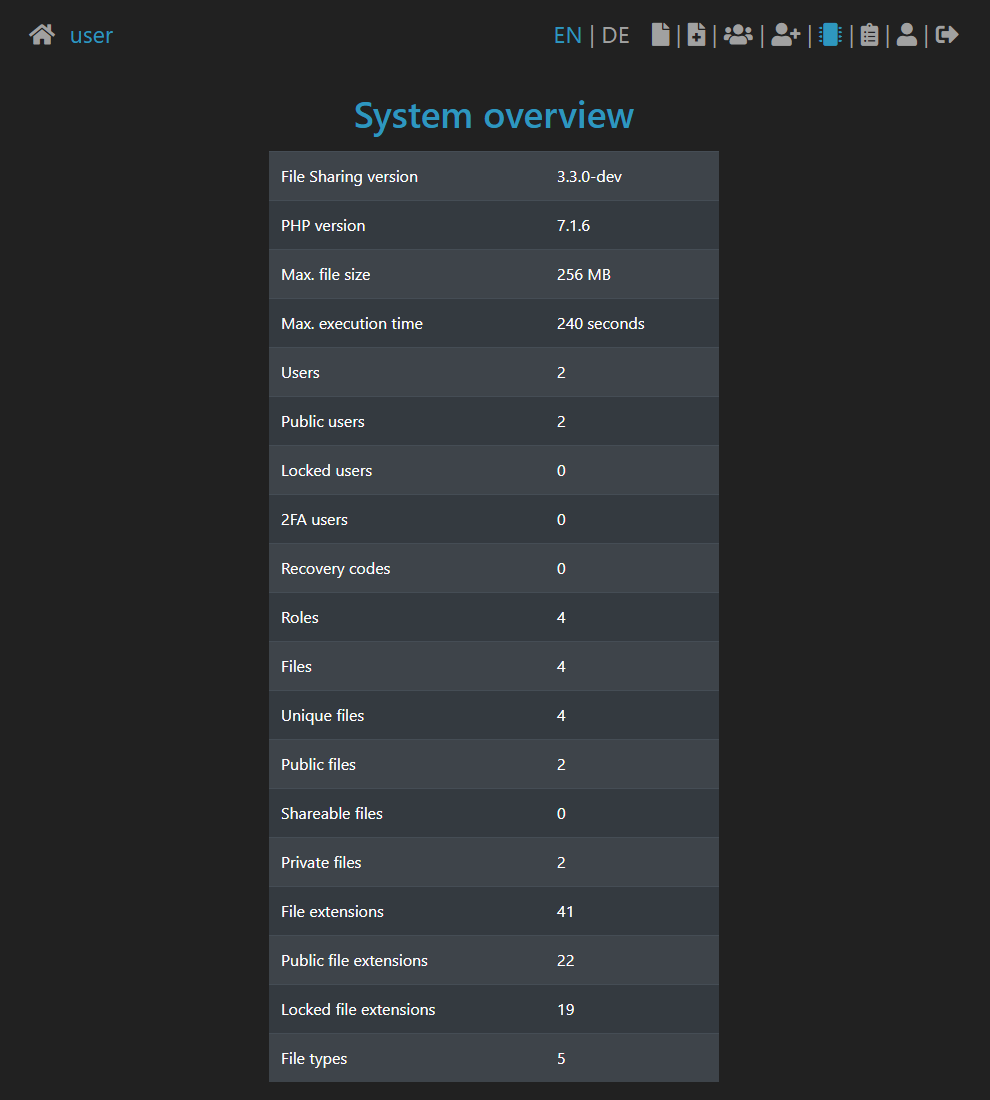 user EN | DE | | | | | | |
System overview
File Sharing version 3.3.0-dev
PHP version 7.1.6
Max. file size 256 MB
Max. execution time 240 seconds
Users 2
Public users 2
Locked users 0
2FA users 0
Recovery codes 0
Roles 4
Files 4
Unique files 4
Public files 2
Shareable files 0
Private files 2
File extensions 41
Public file extensions 22
Locked file extensions 19
File types 5